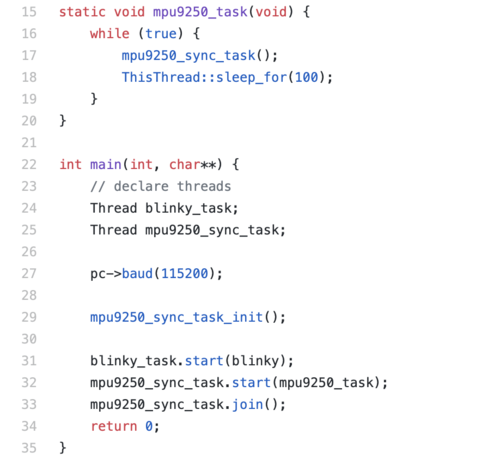 15 static void mpu9250_task(void) {
16     while (true) {
17         mpu9250_sync_task();
18         ThisThread::sleep_for(100);
19     }
20 }
21
22 int main(int, char**) {
23     // declare threads
24     Thread blinky_task;
25     Thread mpu9250_sync_task;
26
27     pc->baud(115200);
28
29     mpu9250_sync_task_init();
30
31     blinky_task.start(blinky);
32     mpu9250_sync_task.start(mpu9250_task);
33     mpu9250_sync_task.join();
34     return 0;
35 }